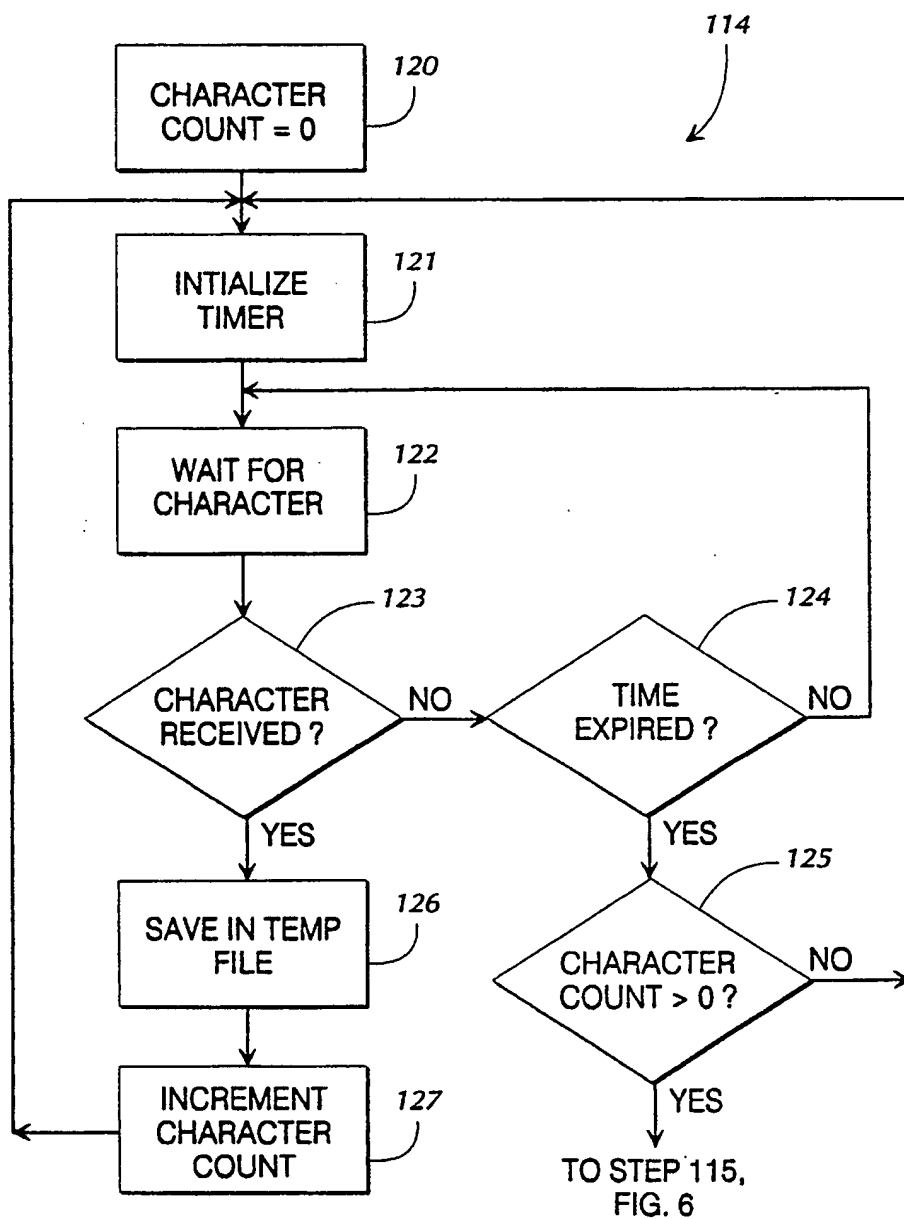 114
120
CHARACTER
COUNT = 0
121
INTIALIZE
TIMER
122
WAIT FOR
CHARACTER
123
CHARACTER
RECEIVED ?
NO
124
TIME
EXPIRED ?
NO
YES
YES
125
CHARACTER
COUNT > 0 ?
NO
126
SAVE IN TEMP
FILE
127
INCREMENT
CHARACTER
COUNT
YES
TO STEP 115,
FIG. 6